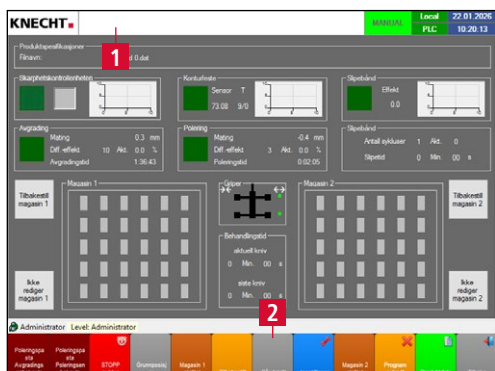 KNECHT
MANUAL
Local
PLC
22.01.2026
10.20.13
1
Produktspesifikasjoner
Filnavn:
d 0.dat
Skarphetskontrollenheten
Konturfeste
Sensor T
73.08 9/0
Slipebånd
Effekt
0.0
Avgrading
Mating 0.3 mm
Diff.-effekt 10 Akt. 0.0 %
Avgradingstid 1:36:43
Polering
Mating -0.4 mm
Diff.-effekt 3 Akt. 0.0 %
Poleringstid 0:02:05
Slipebånd
Antall sykluser 1 Akt. 0
Slipetid 0 Min. 00 s
Tilbakestill
magasin 1
Magasin 1
Griper
Magasin 2
Tilbakestill
magasin 2
Behandlingstid
aktuell kniv
0 Min. 00 s
siste kniv
0 Min. 00 s
Ikke
rediger
magasin 1
Ikke
rediger
magasin 2
2
Administrator Level: Administrator
Poleringspa
sta
Avgradings
Poleringspa
sta
Poleringsen
STOPP
Grunnposisj
Magasin 1
Magasin 2
Program